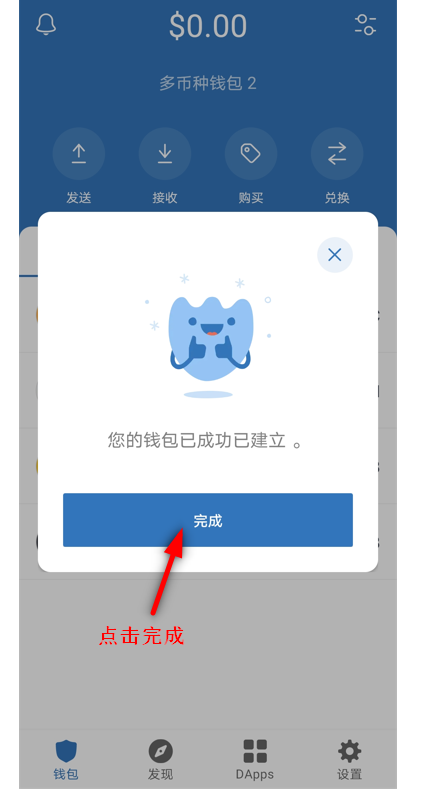 $0.00
多币种钱包 2
发送 接收 购买 兑换
您的钱包已成功已建立 。
完成
点击完成
钱包 发现 DApps 设置